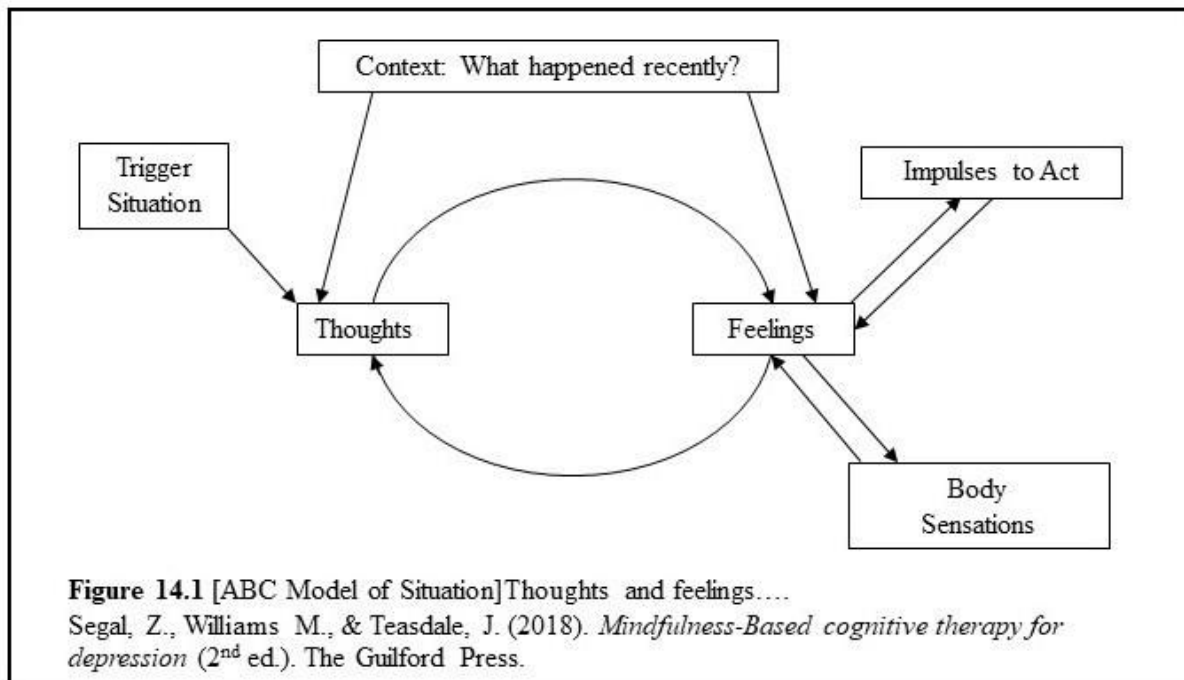 Context: What happened recently?
Trigger
Situation
Impulses to Act
Thoughts
Feelings
Body
Sensations
Figure 14.1 [ABC Model of Situation]Thoughts and feelings….
Segal, Z., Williams M., & Teasdale, J. (2018). Mindfulness-Based cognitive therapy for
depression (2nd ed.). The Guilford Press.